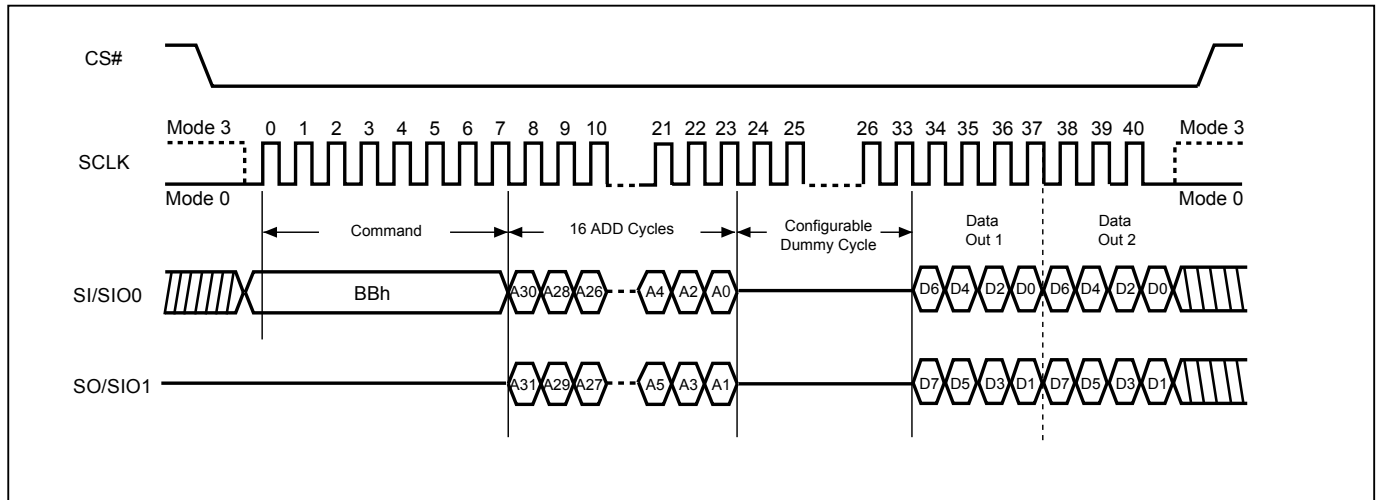 CS#
Mode 3 0 1 2 3 4 5 6 7 8 9 10 21 22 23 24 25 26 33 34 35 36 37 38 39 40 Mode 3
SCLK
Mode 0 Mode 0
Command 16 ADD Cycles Configurable Dummy Cycle Data Out 1 Data Out 2
SI/SIO0 BBh A30 A28 A26 A4 A2 A0 D6 D4 D2 D0 D6 D4 D2 D0
SO/SIO1 A31 A29 A27 A5 A3 A1 D7 D5 D3 D1 D7 D5 D3 D1